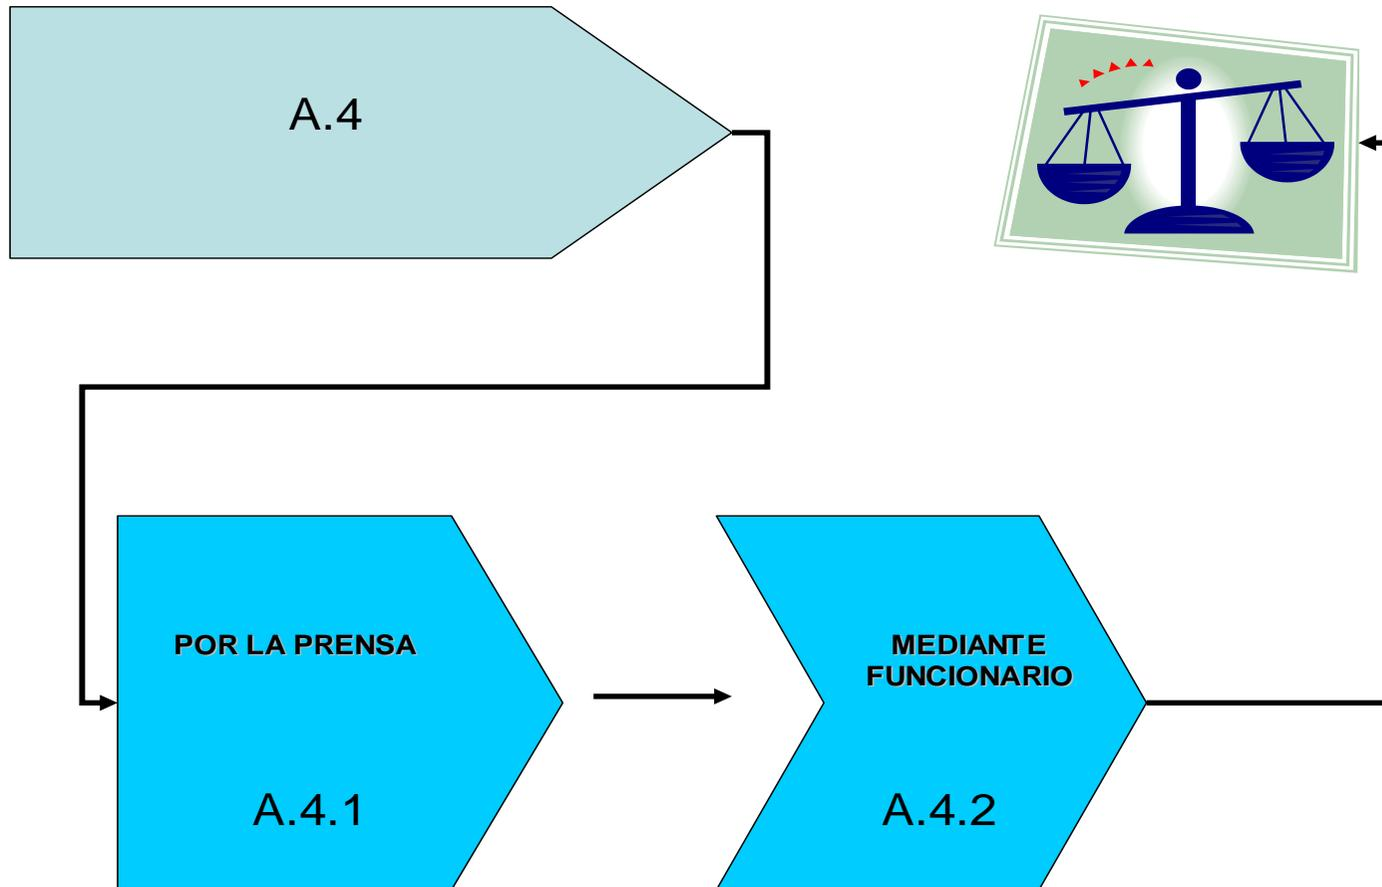 A.4
POR LA PRENSA
A.4.1
MEDIANTE
FUNCIONARIO
A.4.2